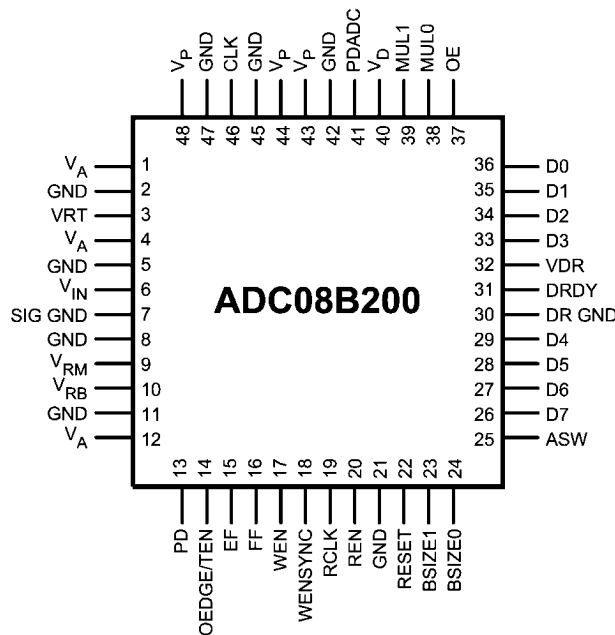 VP GND CLK GND VP VP GND PDADC VD MUL1 MUL0 OE
48 47 46 45 44 43 42 41 40 39 38 37
VA 1
GND 2
VRT 3
VA 4
GND 5
VIN 6
SIG GND 7
GND 8
VRM 9
VRB 10
GND 11
VA 12
ADC08B200
36 D0
35 D1
34 D2
33 D3
32 VDR
31 DRDY
30 DR GND
29 D4
28 D5
27 D6
26 D7
25 ASW
13 14 15 16 17 18 19 20 21 22 23 24
PD OEDGE/TEN EF FF WEN WENSYNC RCLK REN GND RESET BSIZE1 BSIZE0